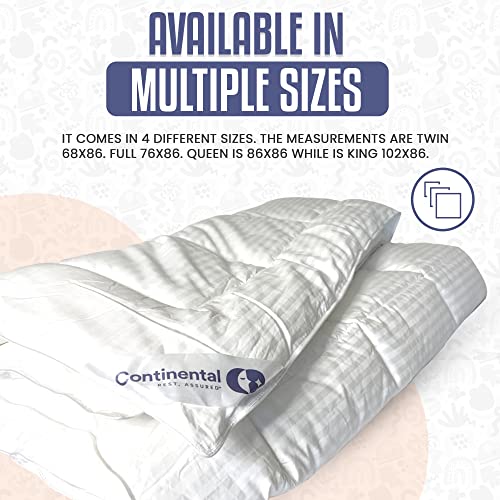 AVAILABLE IN
MULTIPLE SIZES
IT COMES IN 4 DIFFERENT SIZES. THE MEASUREMENTS ARE TWIN
68X86. FULL 76X86. QUEEN IS 86X86 WHILE IS KING 102X86.
Continental
REST, ASSURED®